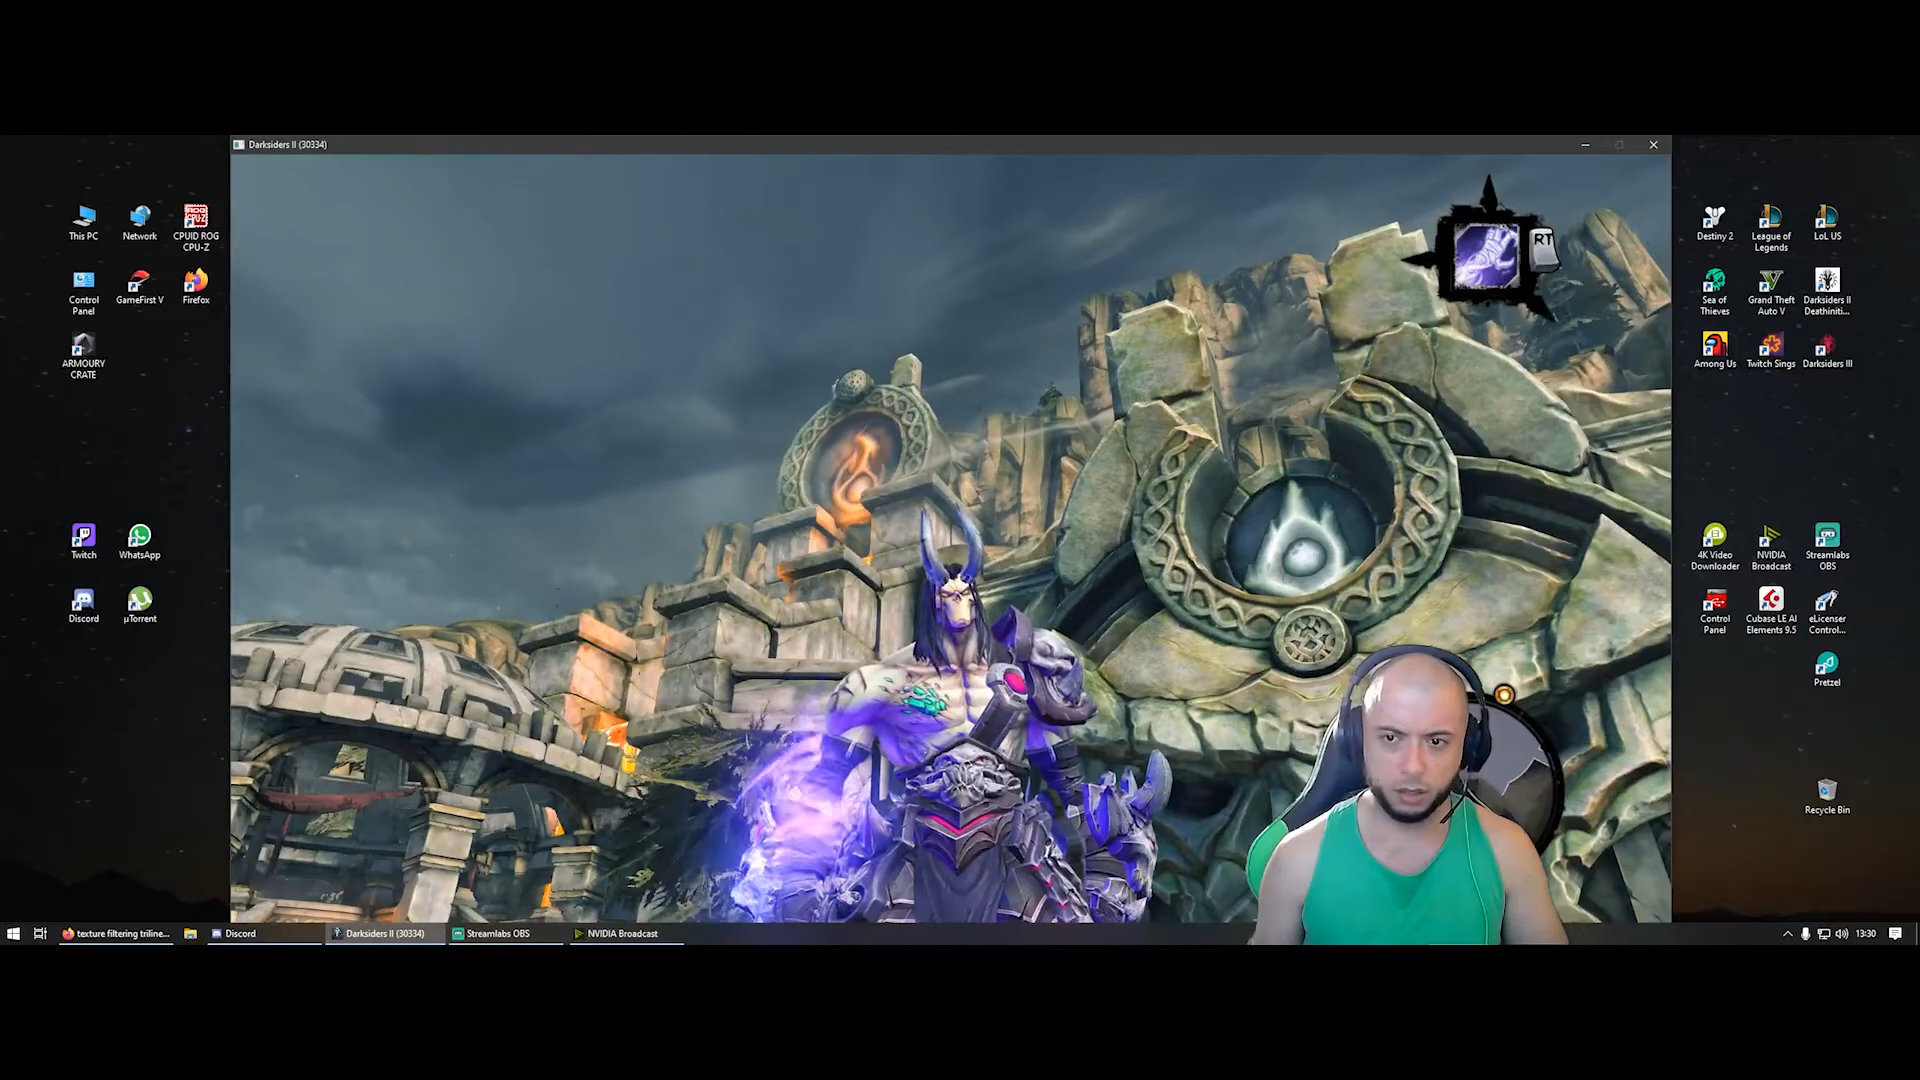 Darksiders II (30334)
RT
This PC
Network
CPUID ROG
CPU-Z
Control
Panel
GameFirst V
Firefox
ARMOURY
CRATE
Twitch
WhatsApp
Discord
µTorrent
Destiny 2
League of
Legends
LoL US
Sea of
Thieves
Grand Theft
Auto V
Darksiders II
Deathiniti...
Among Us
Twitch Sings
Darksiders III
4K Video
Downloader
NVIDIA
Broadcast
Streamlabs
OBS
Control
Panel
Cubase LE AI
Elements 9.5
eLicenser
Control...
Pretzel
Recycle Bin
texture filtering triline...
Discord
Darksiders II (30334)
Streamlabs OBS
NVIDIA Broadcast
13:30